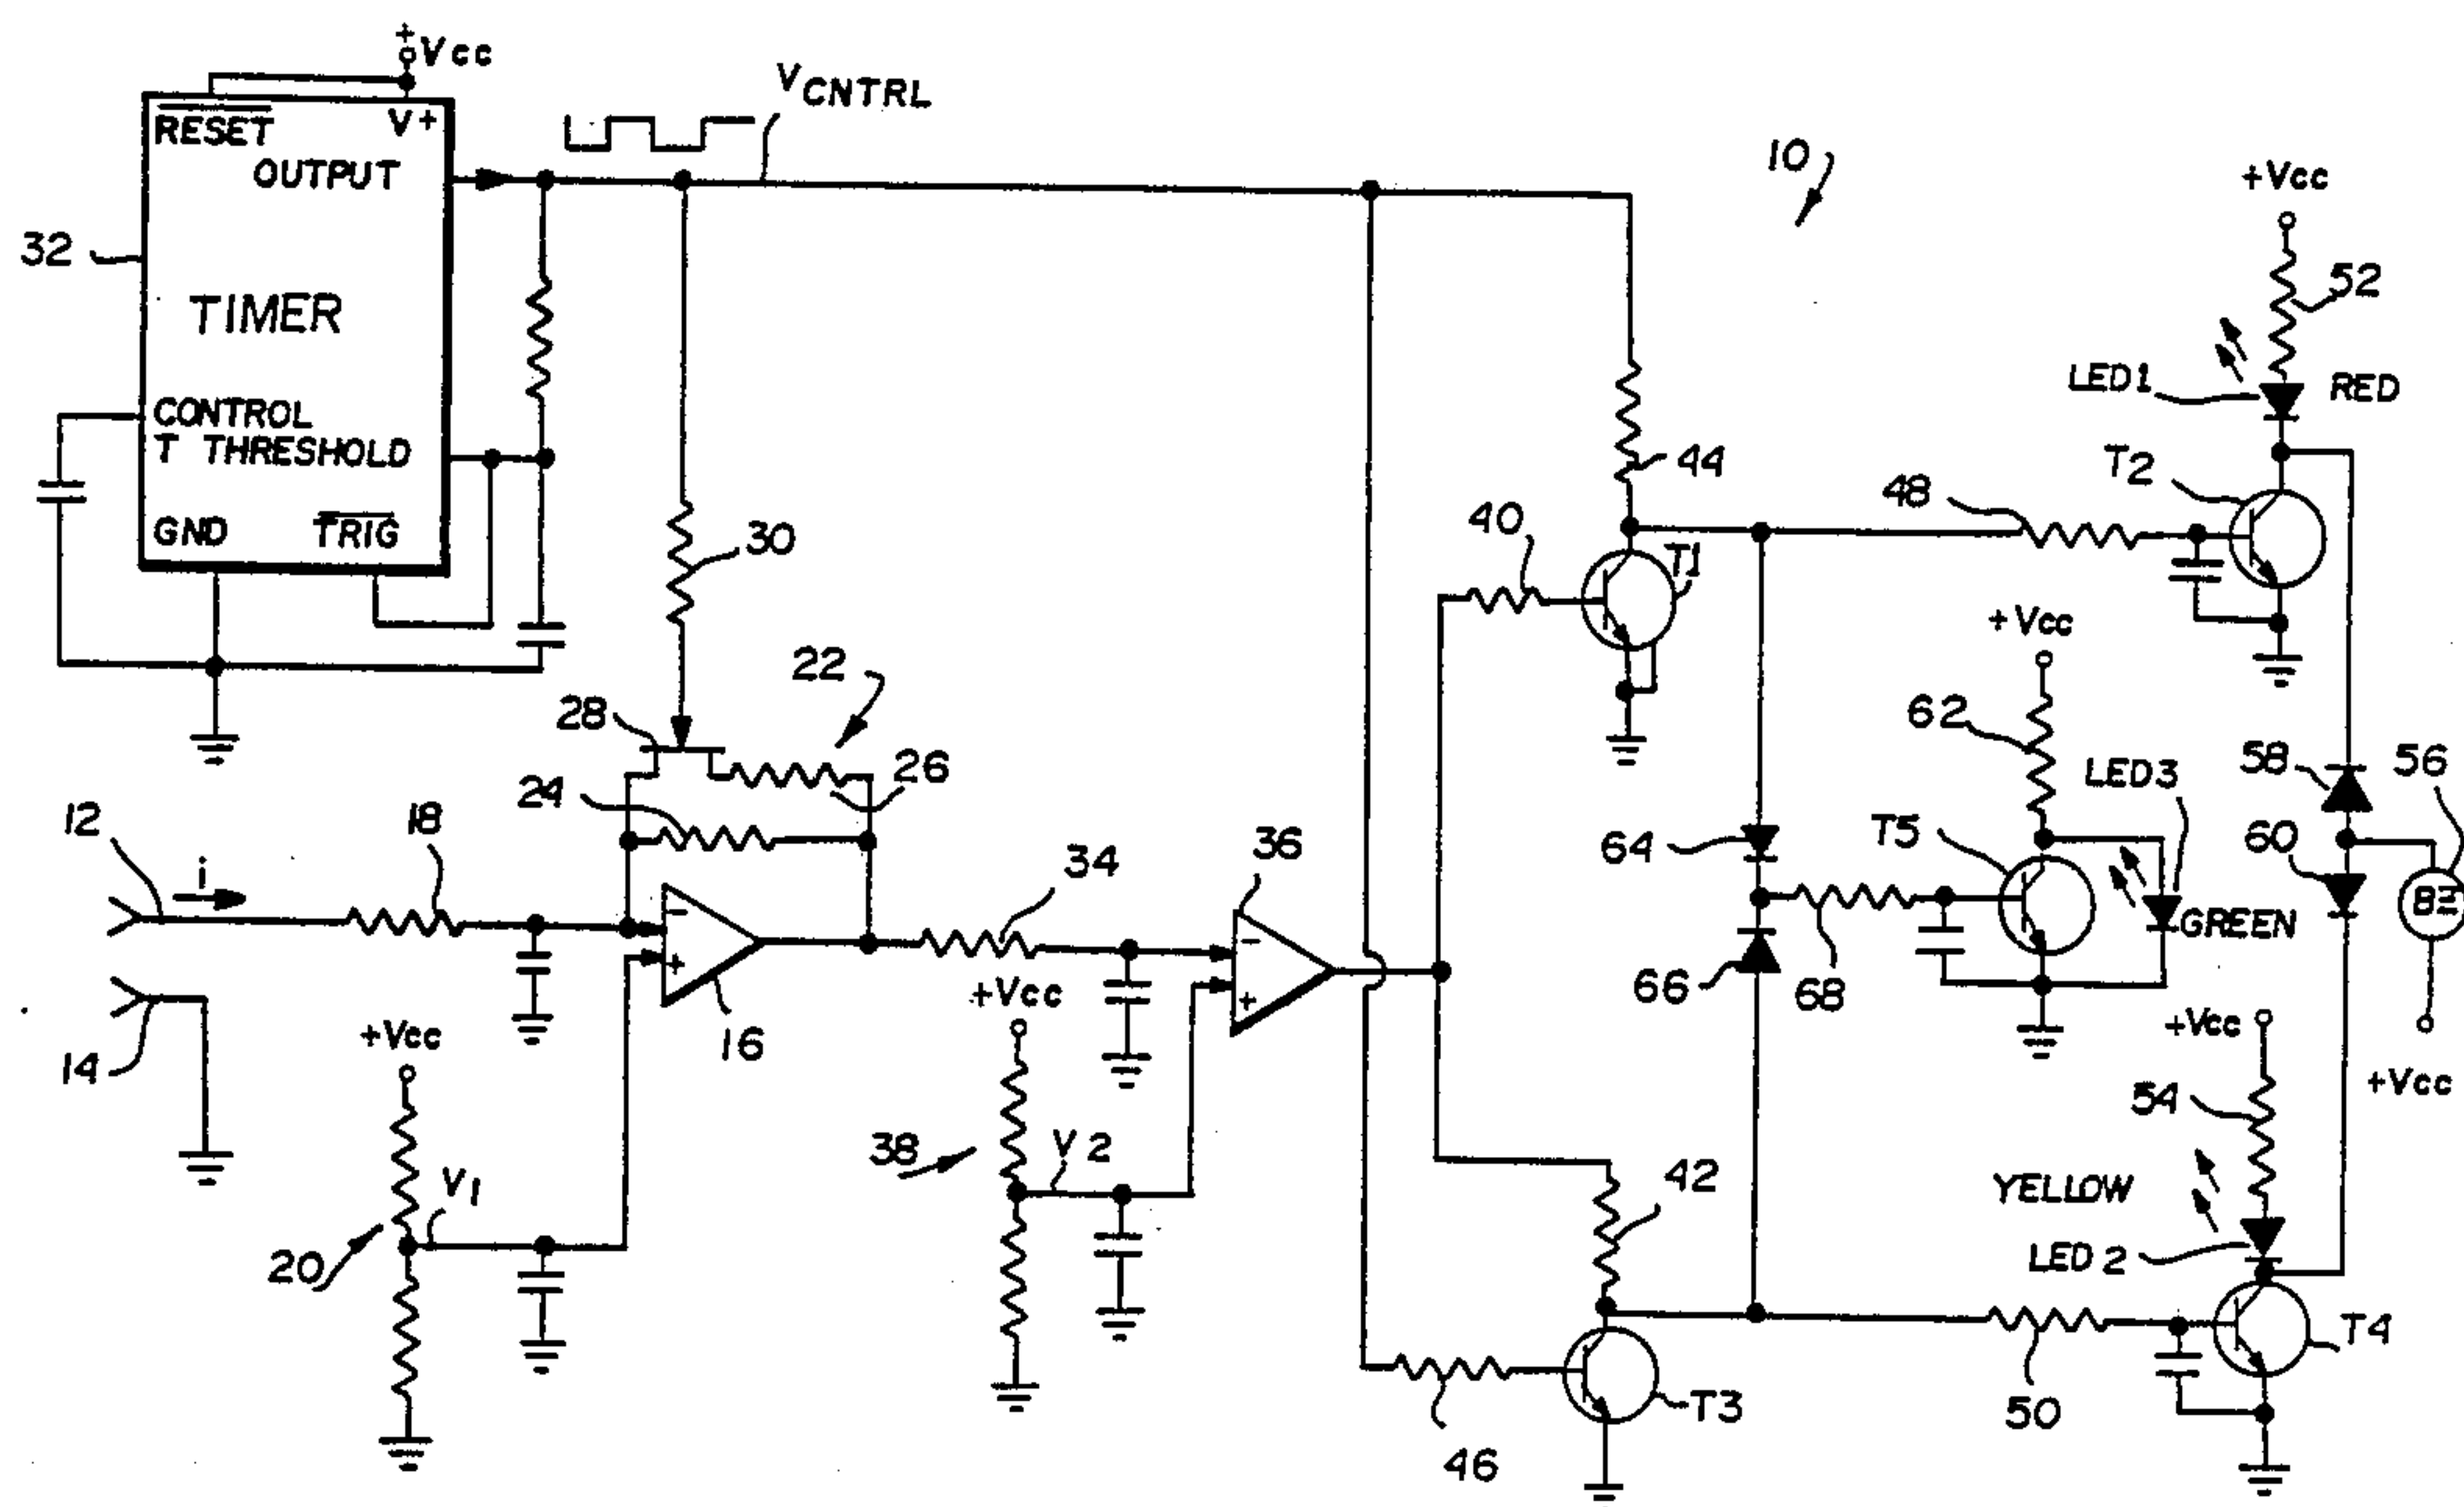 +
Vcc
VCNTRL
RESET
V+
OUTPUT
10
+Vcc
32
TIMER
52
LED1
RED
CONTROL
T THRESHOLD
44
T2
48
GND
TRIG
30
40
T1
+Vcc
22
28
62
26
LED3
58
56
24
12
18
i
34
36
64
T5
60
-
+
-
+
BZ
GREEN
+Vcc
66
68
14
+Vcc
16
+Vcc
+Vcc
54
38
V2
V1
42
YELLOW
20
LED2
T4
50
T3
46